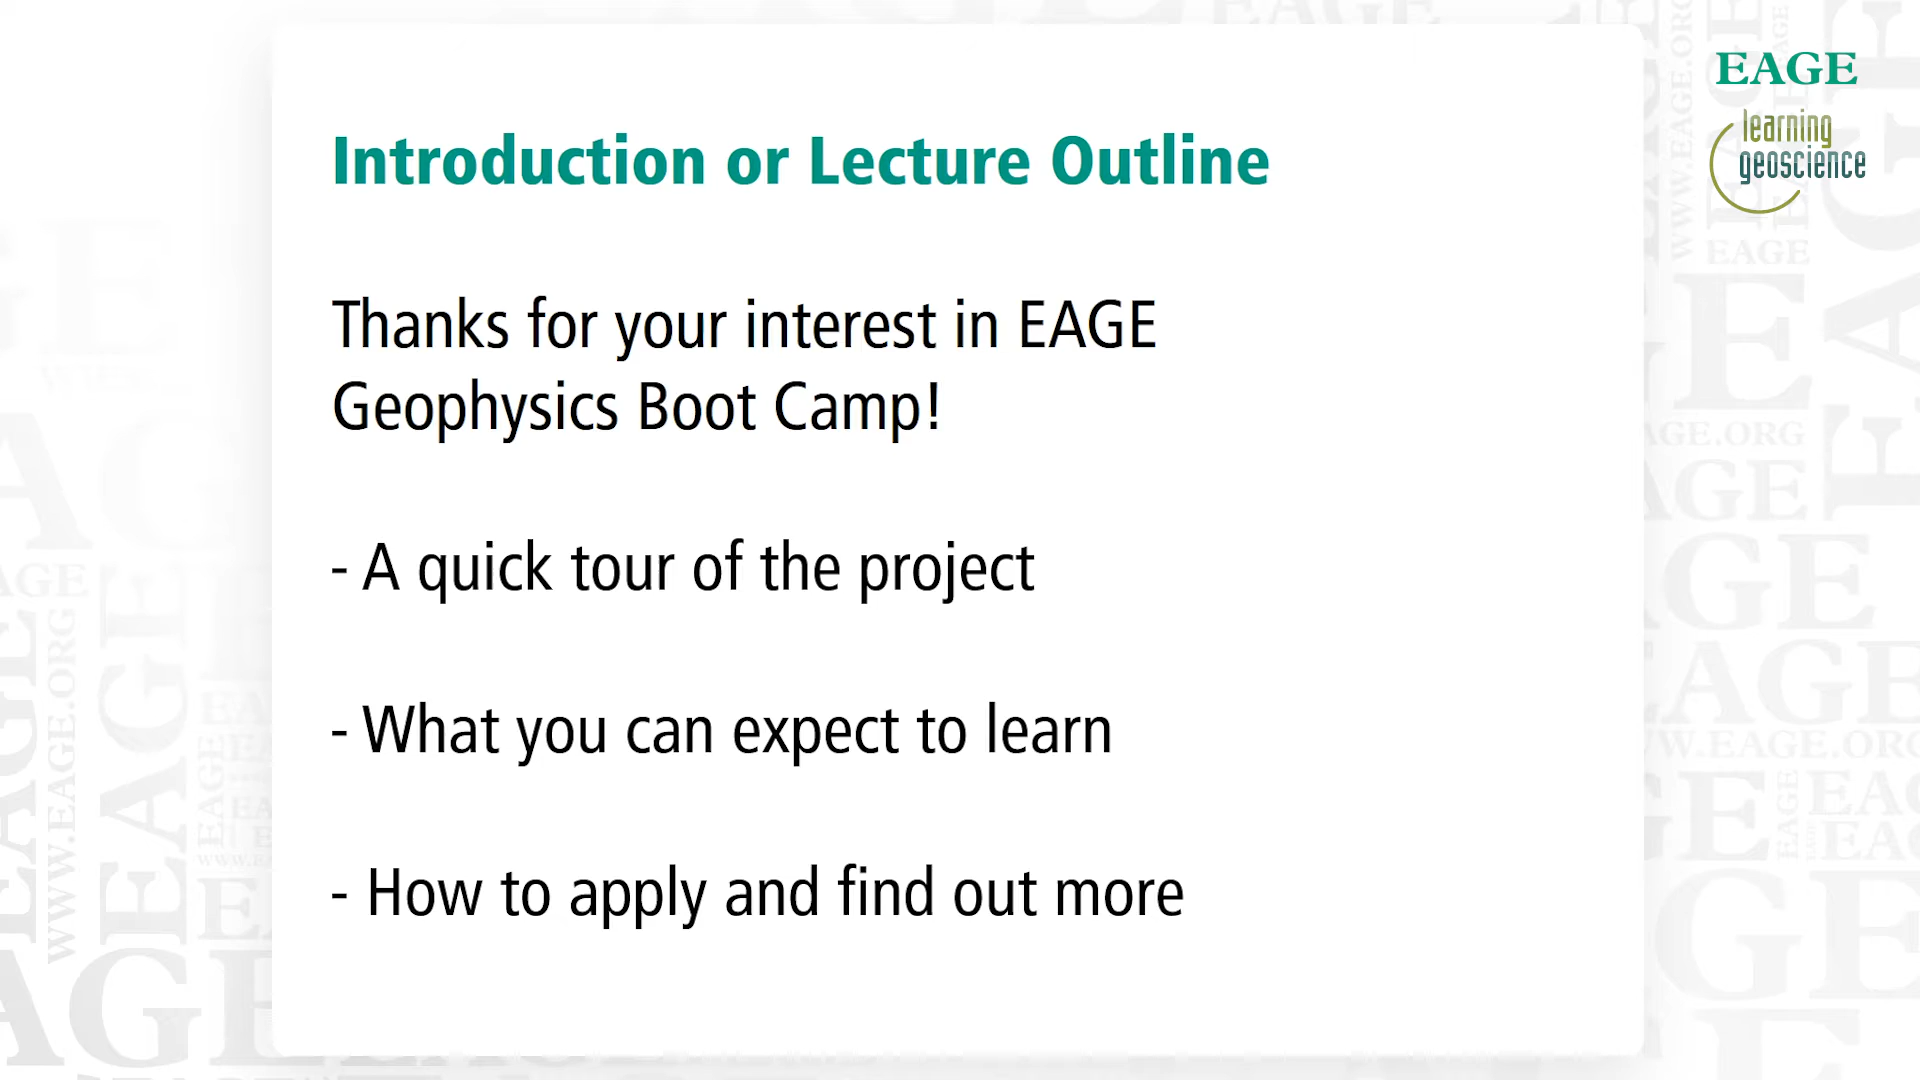 Introduction or Lecture Outline
Thanks for your interest in EAGE
Geophysics Boot Camp!
- A quick tour of the project
- What you can expect to learn
- How to apply and find out more
EAGE
learning
geoscience